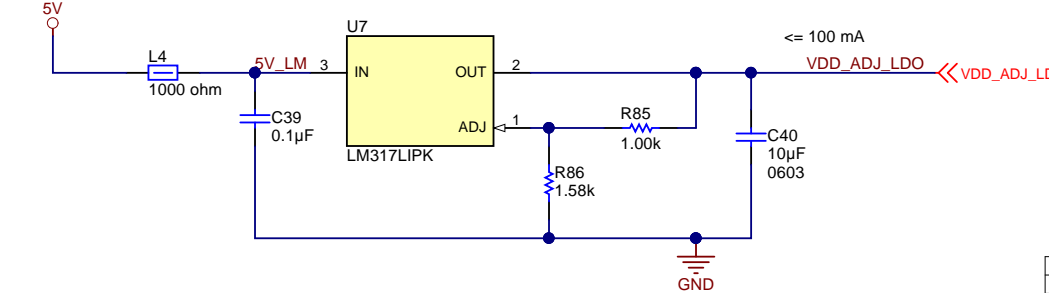 5V
L4
1000 ohm
5V_LM
C39
0.1µF
U7
3
IN
OUT
2
ADJ
1
LM317LIPK
R85
1.00k
R86
1.58k
<= 100 mA
VDD_ADJ_LDO
VDD_ADJ_LD
C40
10µF
0603
GND